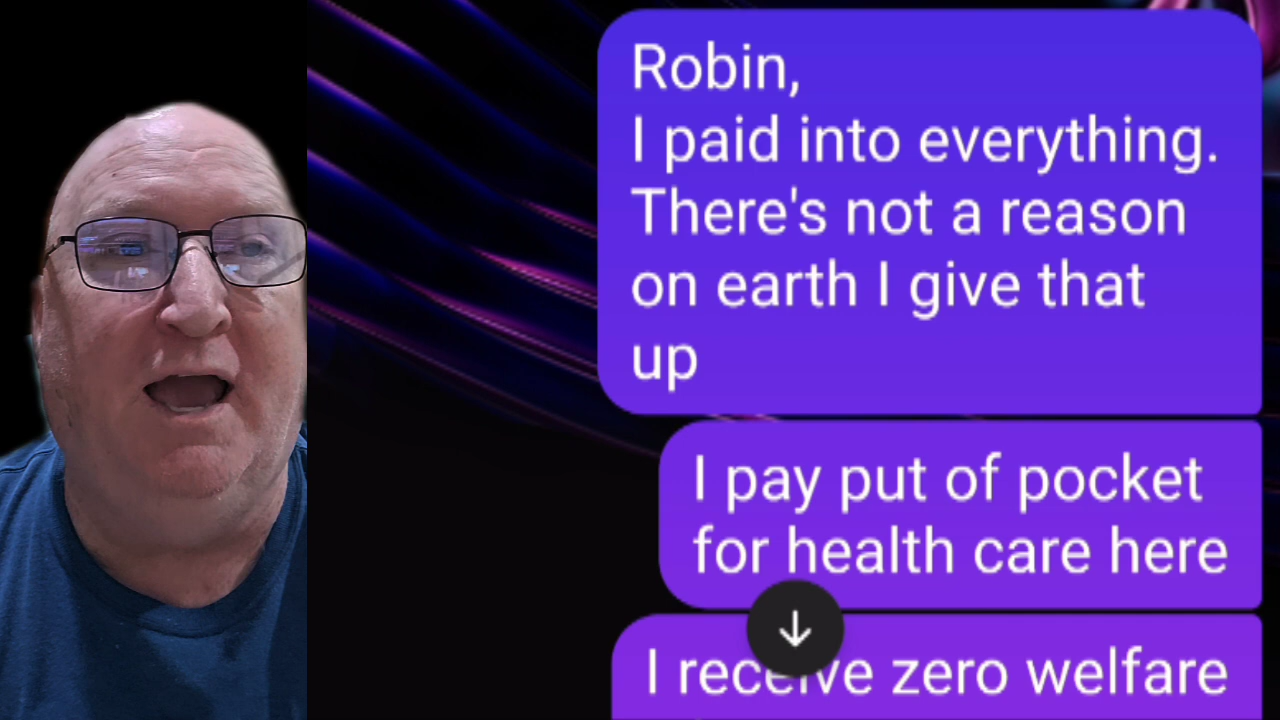 Robin,
I paid into everything.
There's not a reason
on earth I give that
up
I pay put of pocket
for health care here
I receive zero welfare